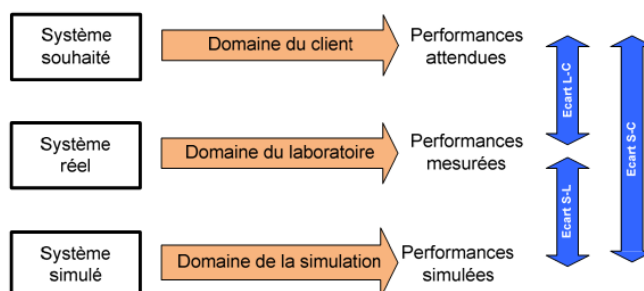 Système
souhaité
Domaine du client
Performances
attendues
Ecart L-C
Système
réel
Domaine du laboratoire
Performances
mesurées
Ecart S-C
Système
simulé
Domaine de la simulation
Performances
simulées
Ecart S-L